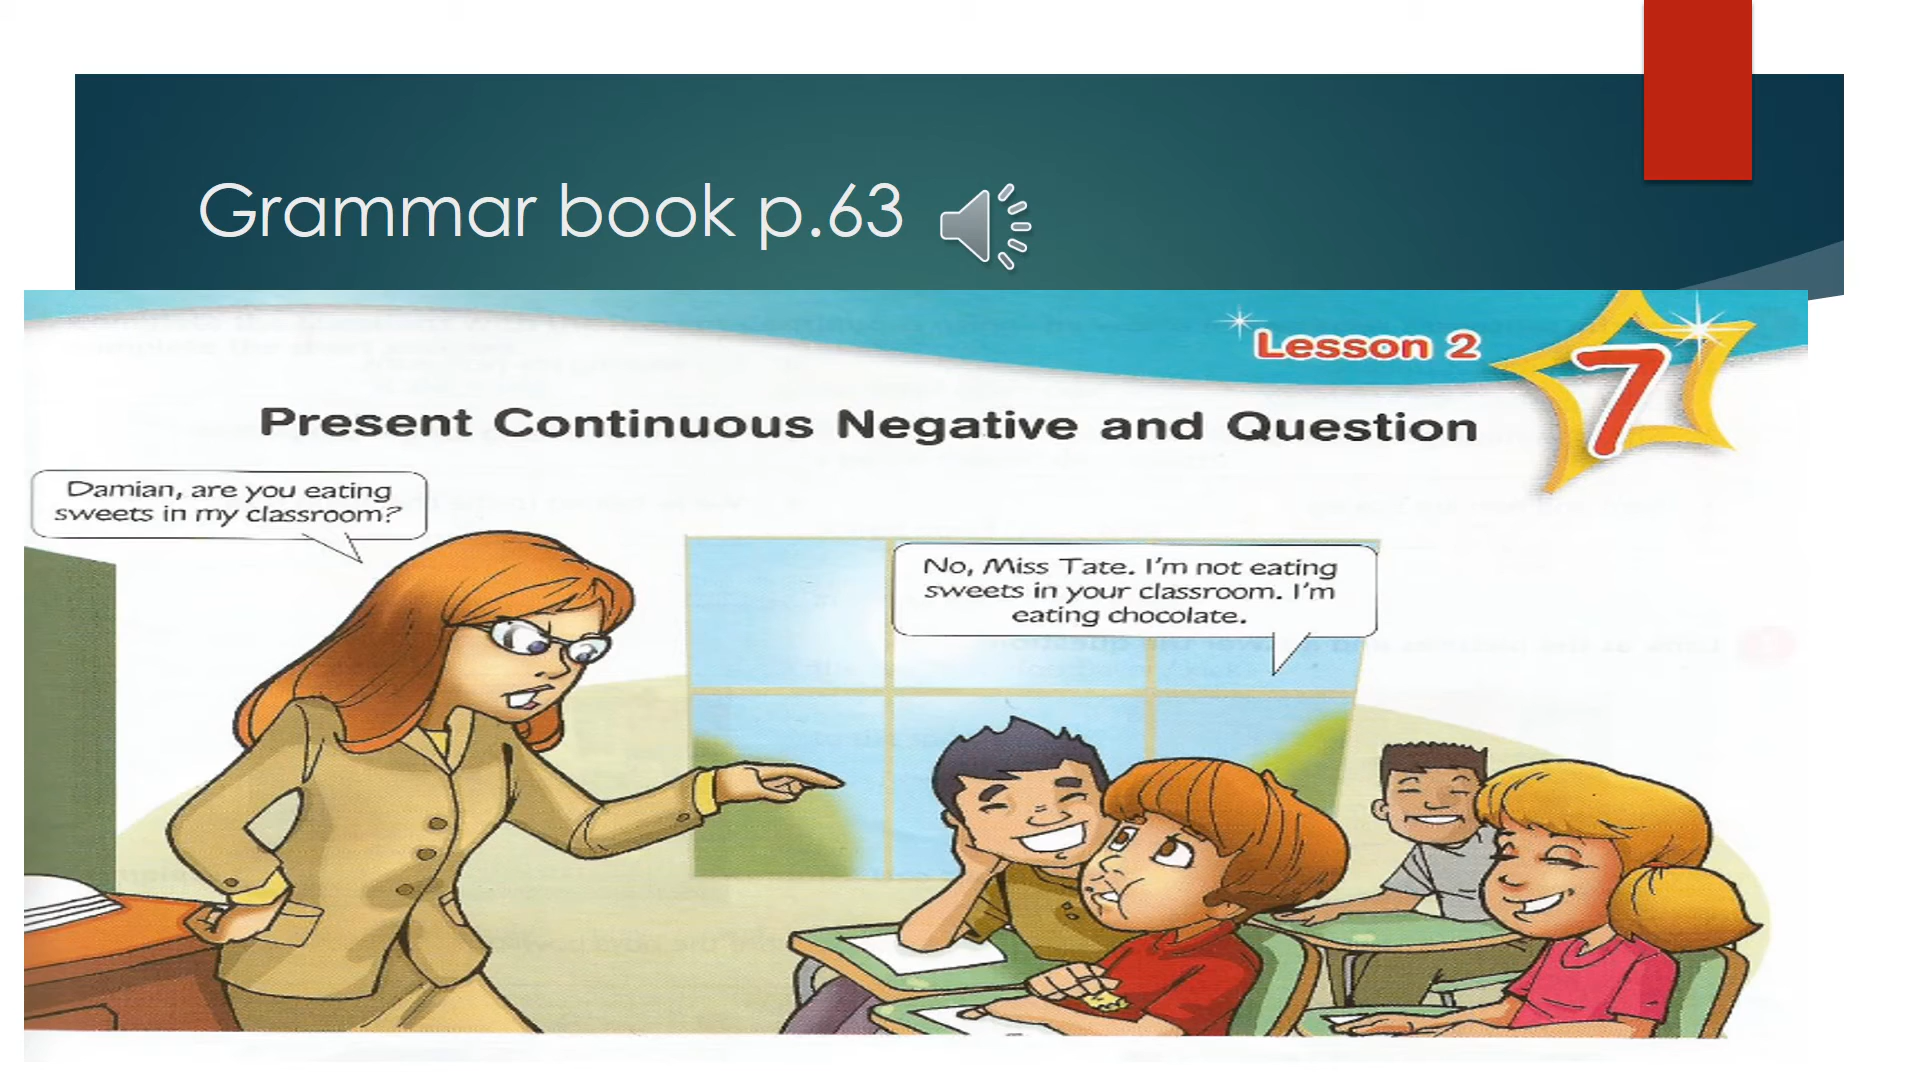 Grammar book p.63
Lesson 2
7
Present Continuous Negative and Question
Damian, are you eating
sweets in my classroom?
No, Miss Tate. I'm not eating
sweets in your classroom. I'm
eating chocolate.